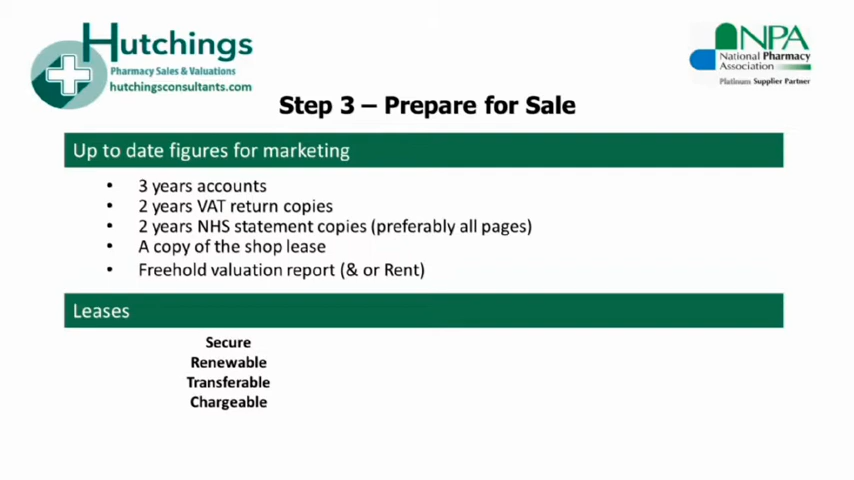 Hutchings
Pharmacy Sales & Valuations
hutchingsconsultants.com
NPA
National Pharmacy
Association
Platinum Supplier Partner
Step 3 – Prepare for Sale
Up to date figures for marketing
• 3 years accounts
• 2 years VAT return copies
• 2 years NHS statement copies (preferably all pages)
• A copy of the shop lease
• Freehold valuation report (& or Rent)
Leases
Secure
Renewable
Transferable
Chargeable